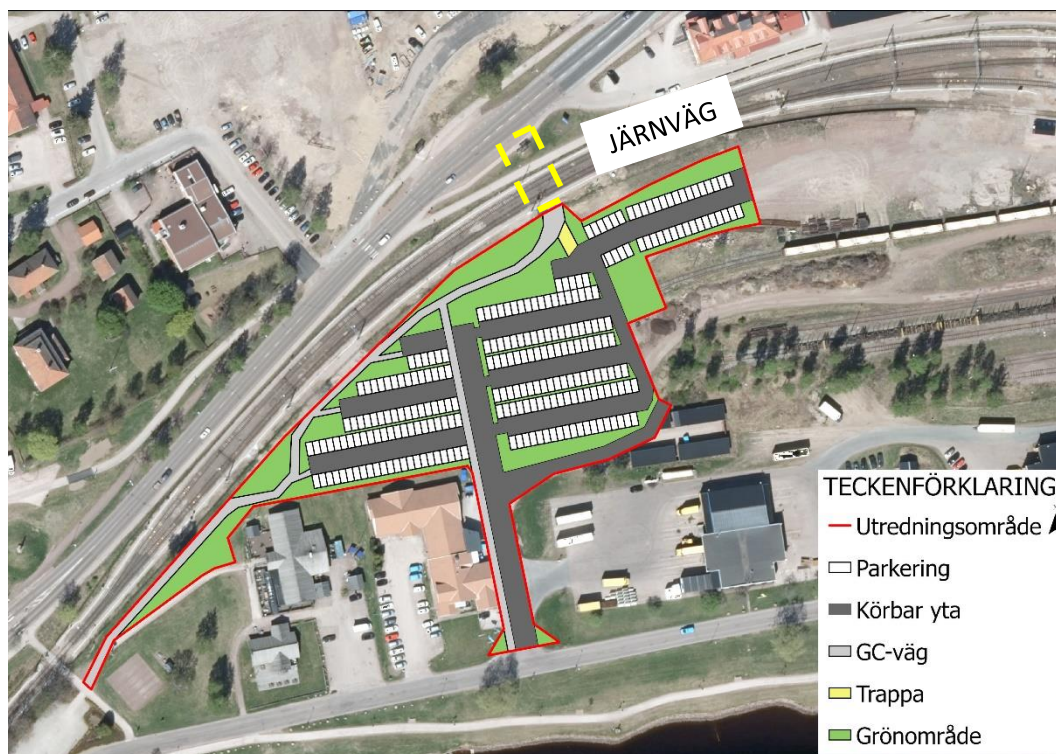 JÄRNVÄG
TECKENFÖRKLARING
Utredningsområde
Parkering
Körbar yta
GC-väg
Trappa
Grönområde